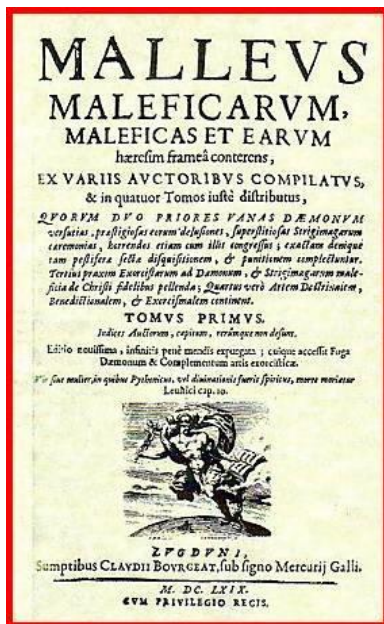 MALLEVS
MALEFICARVM,
MALEFICAS ET EARVM
hæresim frameâ conterens,
EX VARIIS AVCTORIBVS COMPILATVS,
& in quatuor Tomos iustè distributus,
QVORVM DVO PRIORES VANAS DÆMONVM
versutias, præstigiosas eorum delusiones, superstitiosas Strigimagarum
cæremonias, horrendos etiam cum illis congressus; exactam denique
tam pestiferæ sectæ disquisitionem, & punitionem complectuntur.
Tertius praxim Exorcistarum ad Dæmonum, & Strigimagarum male-
ficia de Christi fidelibus pellenda; Quartus verò Artem Doctrinalem,
Benedictionalem, & Exorcismalem continent.
TOMVS PRIMVS.
Indices Auctorum, capitum, rerúmque non desunt.
Editio nouissima, infinitis penè mendis expurgata; cuique accessit Fuga
Dæmonum & Complementum artis exorcisticæ.
Vir siue mulier, in quibus Pythonicus, vel diuinationis fuerit spiritus, morte moriatur
Leuitici cap. 10.
LVGDVNI,
Sumptibus CLAVDII BOVRGEAT, sub signo Mercurij Galli.
M. DC. LXIX.
CVM PRIVILEGIO REGIS.